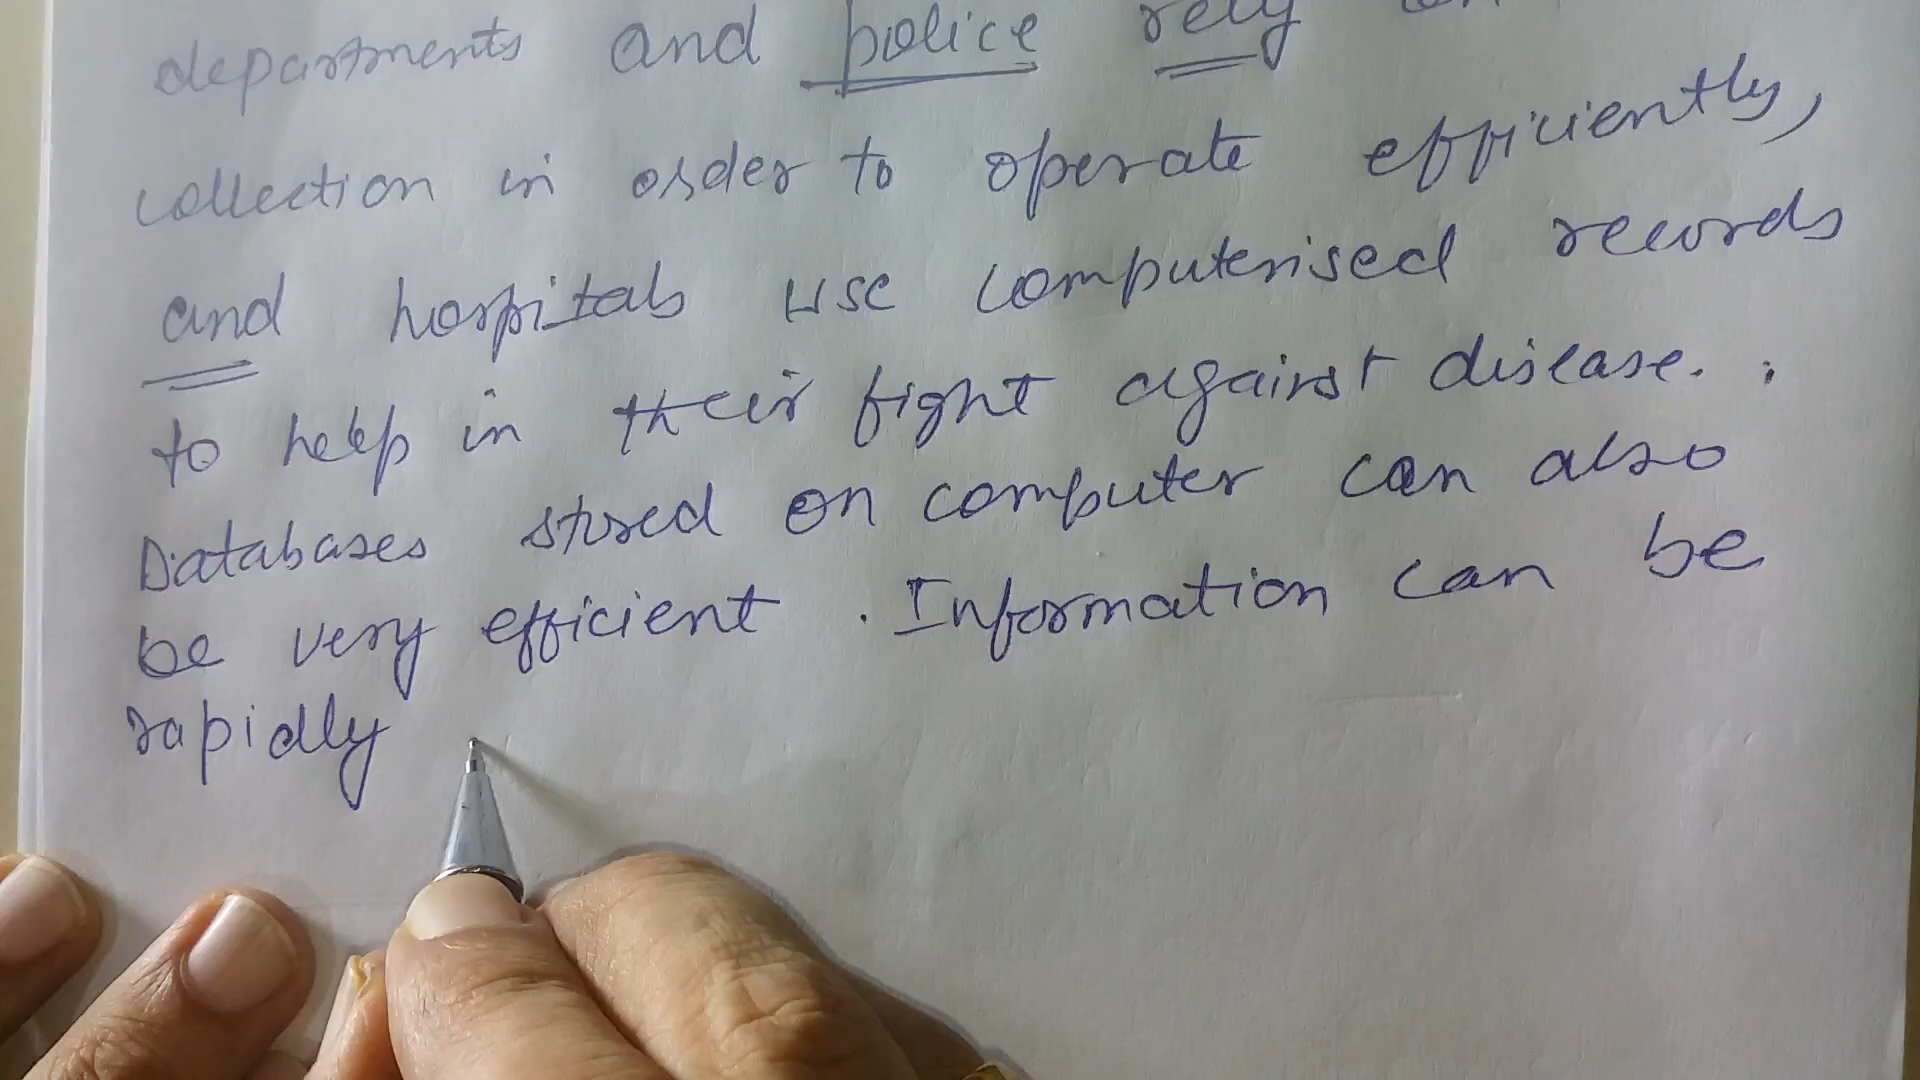 departments and police rely
collection in order to operate efficiently,
and hospitals use computerised records
to help in their fight against disease.
Databases stored on computer can also
be very efficient. Information can be
rapidly